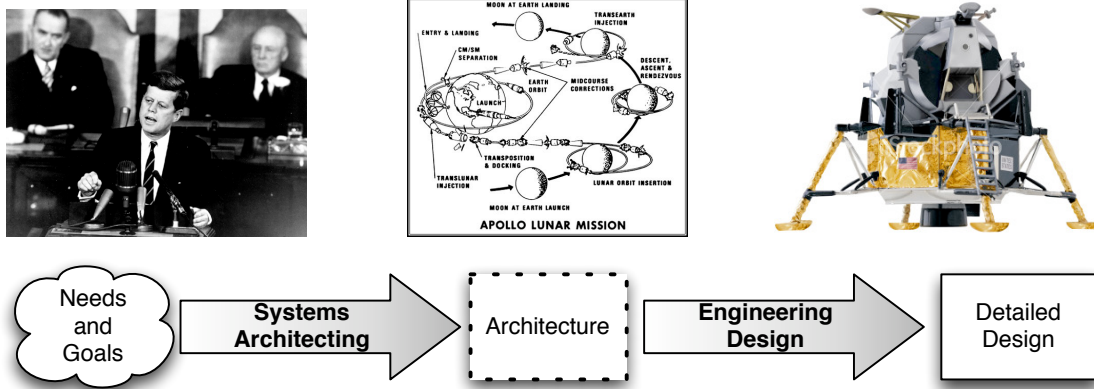 MOON AT EARTH LANDING
TRANSEARTH
INJECTION
ENTRY & LANDING
CM/SM
SEPARATION
EARTH
ORBIT
MIDCOURSE
CORRECTIONS
DESCENT,
ASCENT &
RENDEZVOUS
LAUNCH
TRANSPOSITION
& DOCKING
TRANSLUNAR
INJECTION
LUNAR ORBIT INSERTION
MOON AT EARTH LAUNCH
APOLLO LUNAR MISSION
Needs
and
Goals
Systems
Architecting
Architecture
Engineering
Design
Detailed
Design